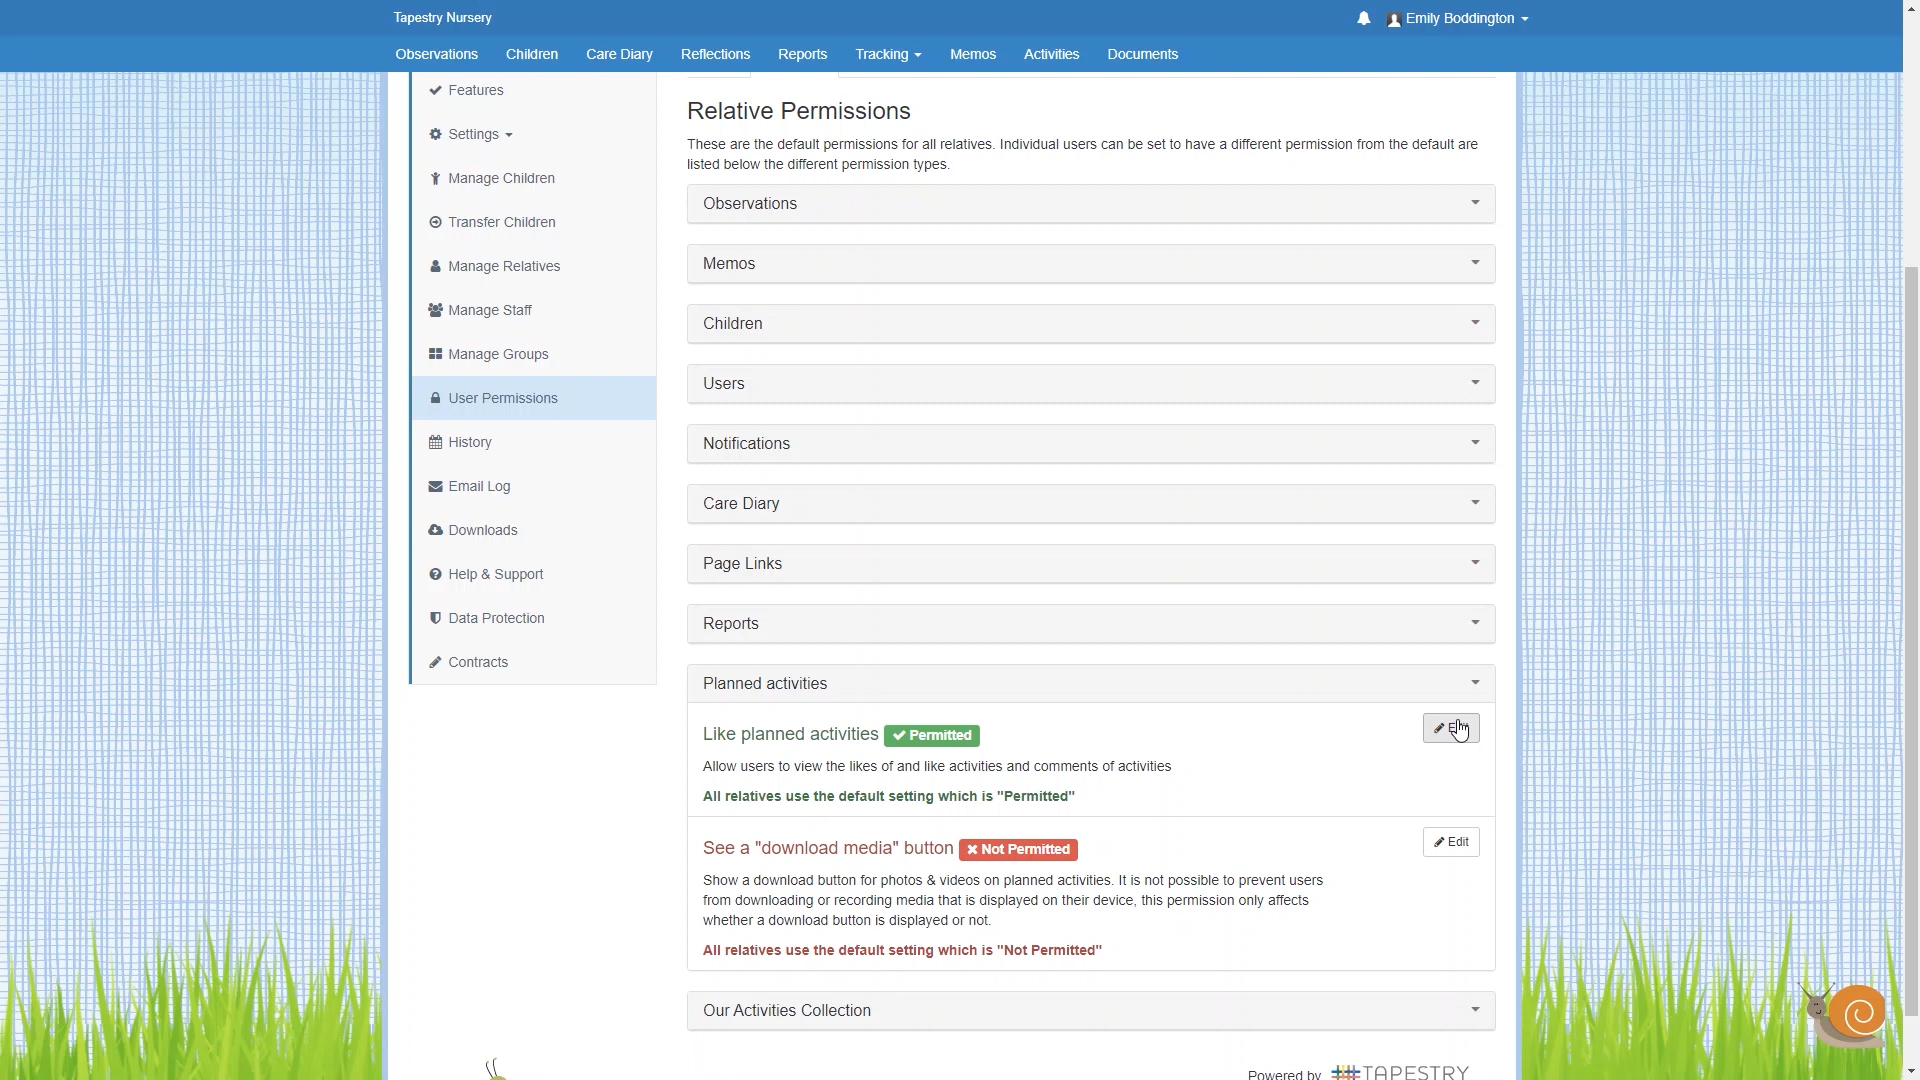 Tapestry Nursery
Emily Boddington
Observations
Children
Care Diary
Reflections
Reports
Tracking
Memos
Activities
Documents
Features
Settings
Manage Children
Transfer Children
Manage Relatives
Manage Staff
Manage Groups
User Permissions
History
Email Log
Downloads
Help & Support
Data Protection
Contracts
Relative Permissions
These are the default permissions for all relatives. Individual users can be set to have a different permission from the default are
listed below the different permission types.
Observations
Memos
Children
Users
Notifications
Care Diary
Page Links
Reports
Planned activities
Like planned activities Permitted
Allow users to view the likes of and like activities and comments of activities
All relatives use the default setting which is "Permitted"
See a "download media" button Not Permitted
Edit
Show a download button for photos & videos on planned activities. It is not possible to prevent users
from downloading or recording media that is displayed on their device, this permission only affects
whether a download button is displayed or not.
All relatives use the default setting which is "Not Permitted"
Our Activities Collection
Powered by TAPESTRY